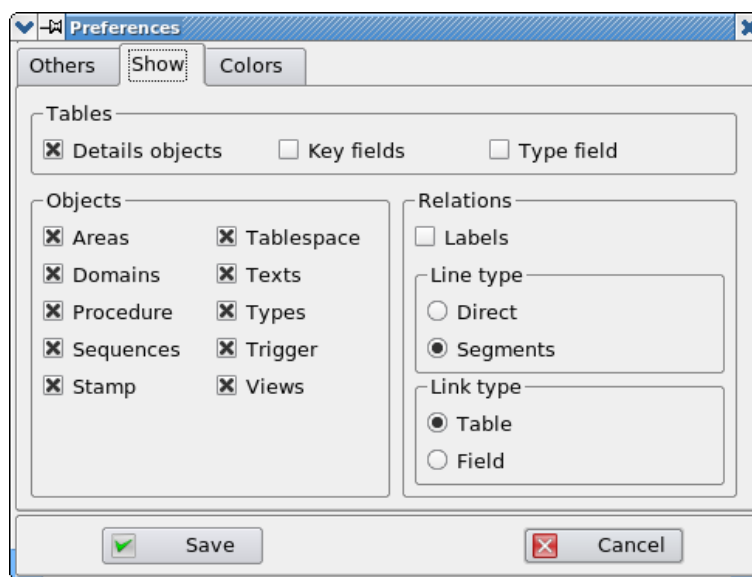 Preferences
Others Show Colors
Tables
Details objects Key fields Type field
Objects
Areas Tablespace
Domains Texts
Procedure Types
Sequences Trigger
Stamp Views
Relations
Labels
Line type
Direct
Segments
Link type
Table
Field
Save Cancel